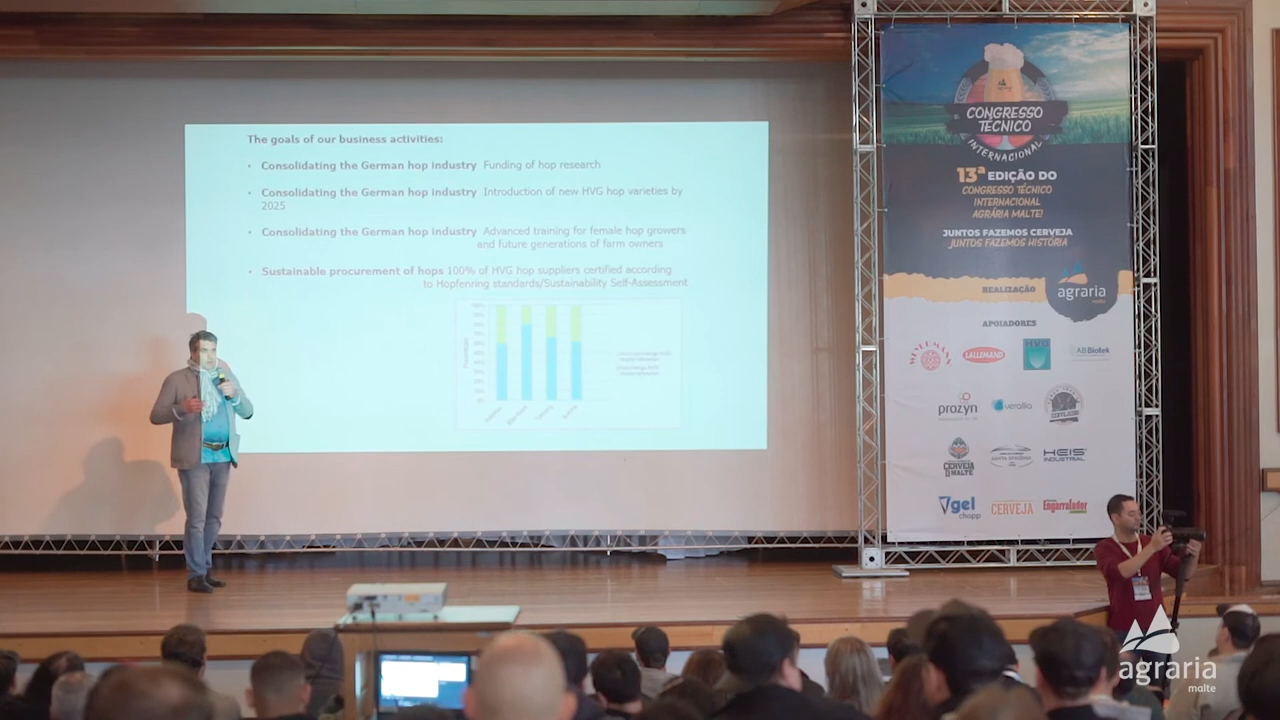 The goals of our business activities:
• Consolidating the German hop industry Funding of hop research
• Consolidating the German hop industry Introduction of new HVG hop varieties by
2025
• Consolidating the German hop industry Advanced training for female hop growers
and future generations of farm owners
• Sustainable procurement of hops 100% of HVG hop suppliers certified according
to Hopfenring standards/Sustainability Self-Assessment
CONGRESSO
TÉCNICO
INTERNACIONAL
13ª EDIÇÃO DO
CONGRESSO TÉCNICO
INTERNACIONAL
AGRÁRIA MALTE!
JUNTOS FAZEMOS CERVEJA
JUNTOS FAZEMOS HISTÓRIA
REALIZAÇÃO
agraria
malte
APOIADORES
WEYERMANN
LALLEMAND
HVG
AB Biotek
prozyn
verallia
CERVEJA
MALTE
HEIS
INDUSTRIAL
gel
chopp
CERVEJA
Engarrafador
agraria
malte